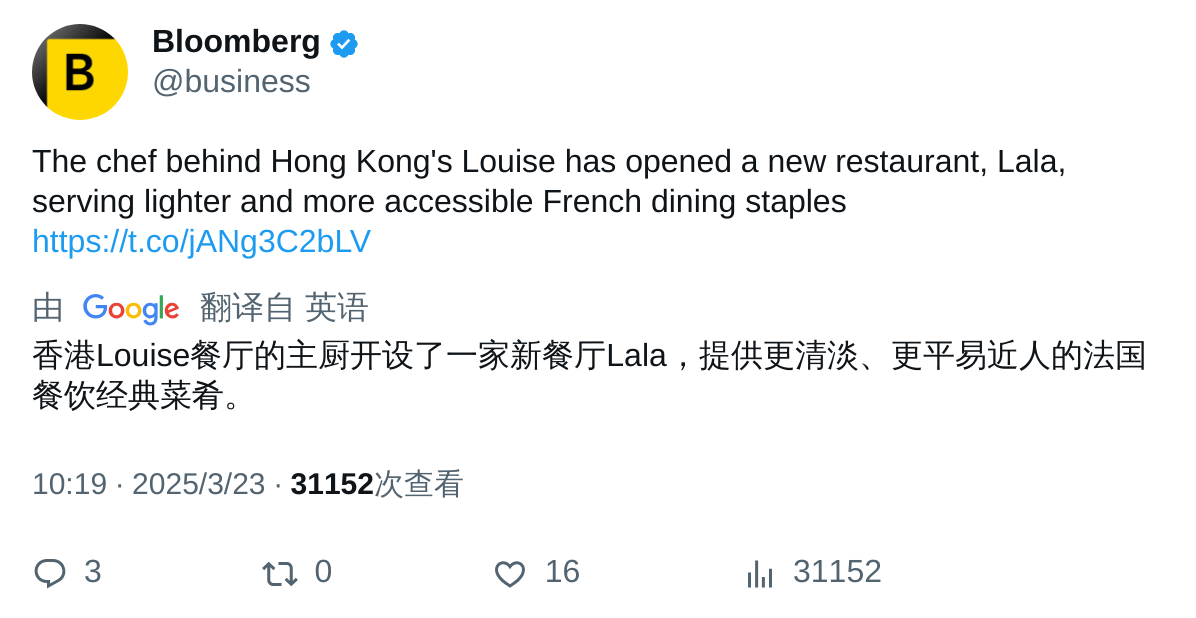 B
Bloomberg
@business
The chef behind Hong Kong's Louise has opened a new restaurant, Lala,
serving lighter and more accessible French dining staples
https://t.co/jANg3C2bLV
由 Google 翻译自 英语
香港Louise餐厅的主厨开设了一家新餐厅Lala，提供更清淡、更平易近人的法国
餐饮经典菜肴。
10:19 · 2025/3/23 · 31152次查看
3 0 16 31152